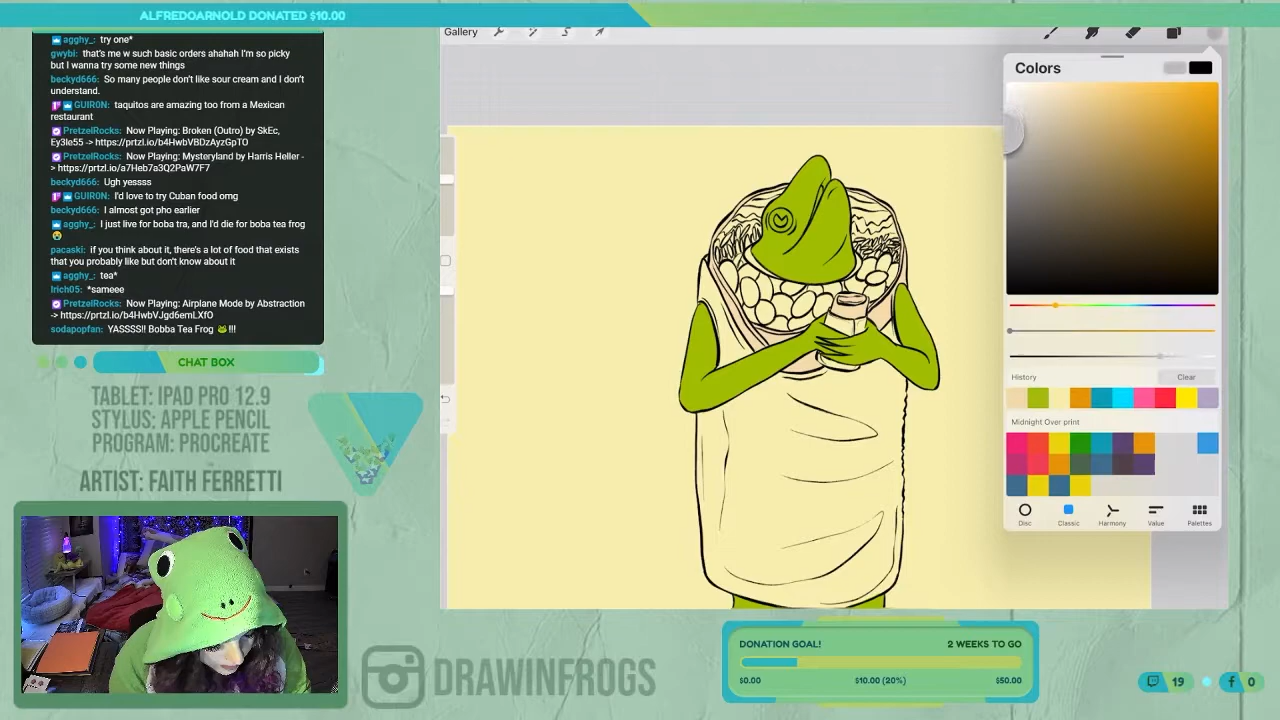 ALFREDOARNOLD DONATED $10.00
agghy_: try one*
gwybi: that's me w such basic orders ahahah I'm so picky
but I wanna try some new things
beckyd666: So many people don't like sour cream and I don't
understand.
GUIR0N: taquitos are amazing too from a Mexican
restaurant
PretzelRocks: Now Playing: Broken (Outro) by SkEc,
Ey3le55 -> https://prtzl.io/b4HwbVBDzAyzGpTO
PretzelRocks: Now Playing: Mysteryland by Harris Heller -
> https://prtzl.io/a7Heb7a3Q2PaW7F7
beckyd666: Ugh yessss
GUIR0N: I'd love to try Cuban food omg
beckyd666: I almost got pho earlier
agghy_: I just live for boba tra, and I'd die for boba tea frog
pacaski: if you think about it, there's a lot of food that exists
that you probably like but don't know about it
agghy_: tea*
lrich05: *sameee
PretzelRocks: Now Playing: Airplane Mode by Abstraction
-> https://prtzl.io/b4HwbVJgd6emLXfO
sodapopfan: YASSSS!! Bobba Tea Frog 🐸!!!
CHAT BOX
TABLET: IPAD PRO 12.9
STYLUS: APPLE PENCIL
PROGRAM: PROCREATE
ARTIST: FAITH FERRETTI
Gallery
Colors
History
Clear
Midnight Over print
Disc
Classic
Harmony
Value
Palettes
DRAWINFROGS
DONATION GOAL!
2 WEEKS TO GO
$0.00
$10.00 (20%)
$50.00
19
0